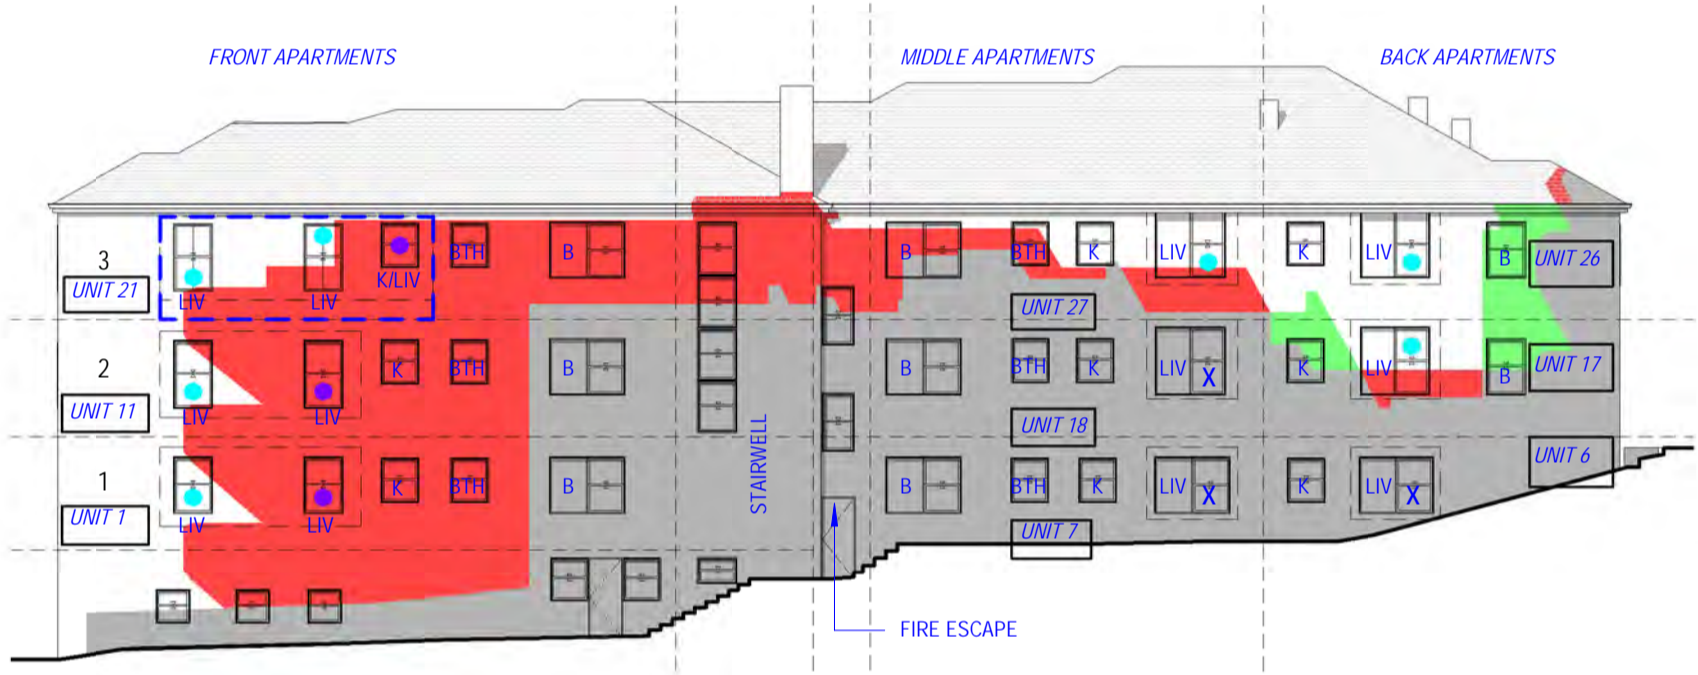 FRONT APARTMENTS
MIDDLE APARTMENTS
BACK APARTMENTS
3
UNIT 21
LIV
LIV
K/LIV
BTH
B
B
BTH
K
LIV
K
LIV
B
UNIT 26
UNIT 27
2
UNIT 11
LIV
LIV
K
BTH
B
B
BTH
K
LIV
X
K
LIV
B
UNIT 17
UNIT 18
1
UNIT 1
LIV
LIV
K
BTH
B
STAIRWELL
B
BTH
K
LIV
X
K
LIV
X
UNIT 6
UNIT 7
FIRE ESCAPE